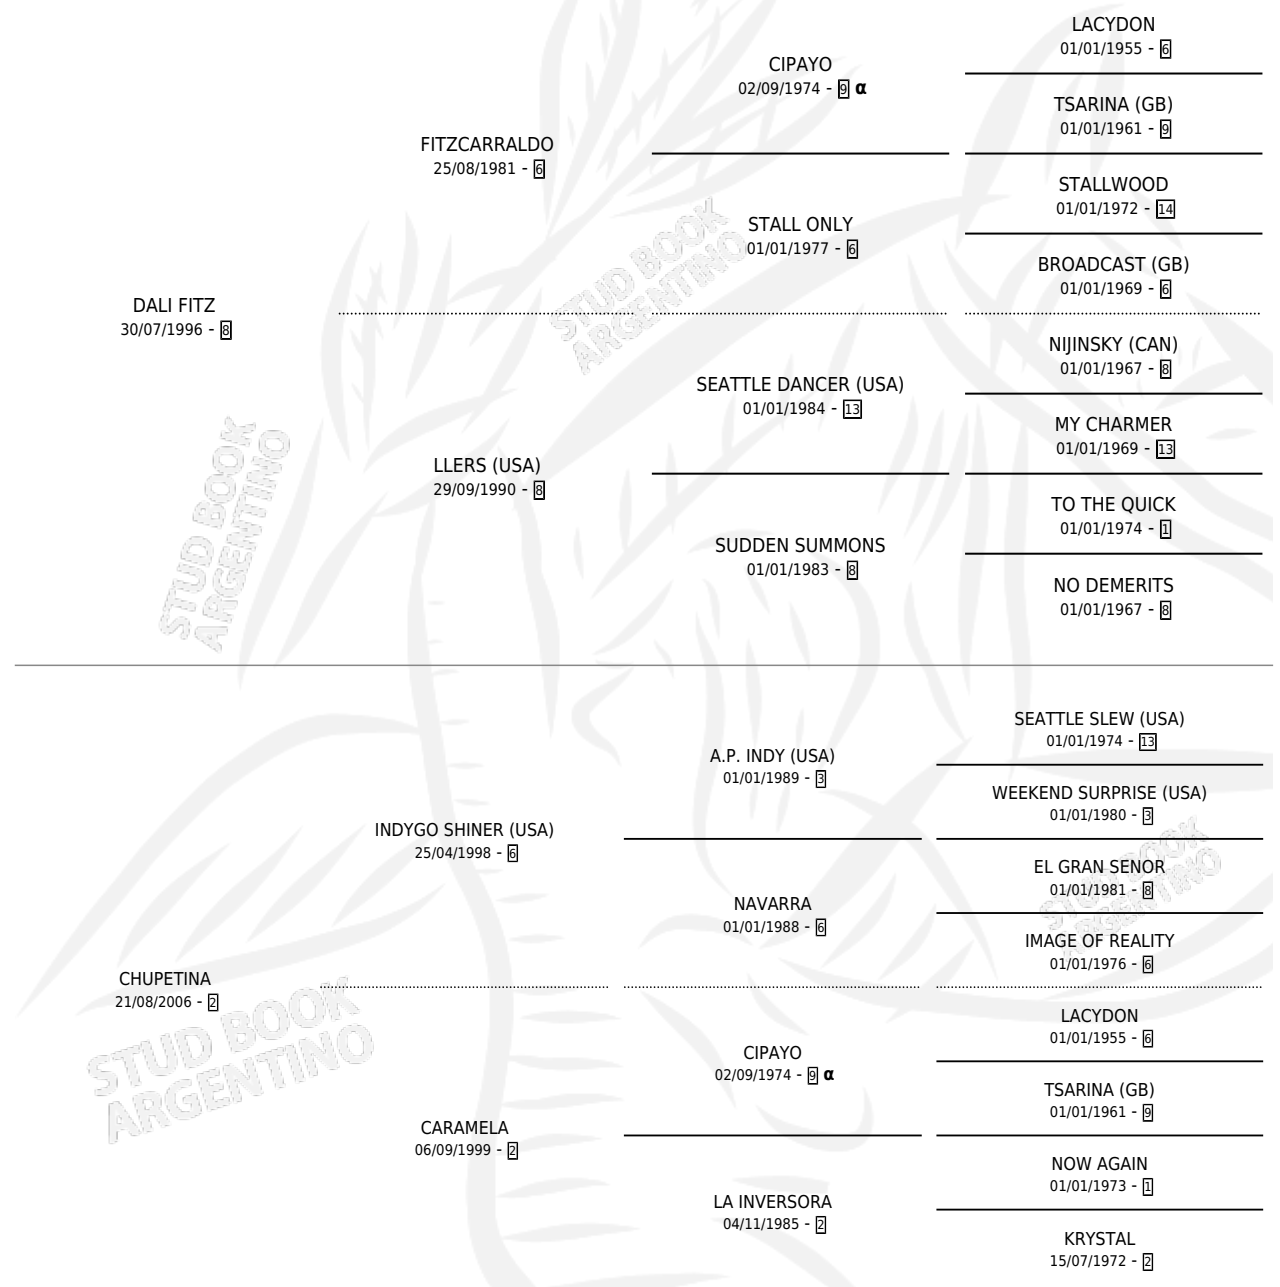 LACYDON
01/01/1955 - 6
CIPAYO
02/09/1974 - 9 α
TSARINA (GB)
01/01/1961 - 9
FITZCARRALDO
25/08/1981 - 6
STALLWOOD
01/01/1972 - 14
STALL ONLY
01/01/1977 - 6
BROADCAST (GB)
01/01/1969 - 6
DALI FITZ
30/07/1996 - 8
NIJINSKY (CAN)
01/01/1967 - 8
SEATTLE DANCER (USA)
01/01/1984 - 13
MY CHARMER
01/01/1969 - 13
LLERS (USA)
29/09/1990 - 8
TO THE QUICK
01/01/1974 - 1
SUDDEN SUMMONS
01/01/1983 - 8
NO DEMERITS
01/01/1967 - 8
STUD BOOK
ARGENTINO
STUD BOOK
ARGENTINO
SEATTLE SLEW (USA)
01/01/1974 - 13
A.P. INDY (USA)
01/01/1989 - 3
WEEKEND SURPRISE (USA)
01/01/1980 - 3
INDYGO SHINER (USA)
25/04/1998 - 6
EL GRAN SENOR
01/01/1981 - 8
NAVARRA
01/01/1988 - 6
IMAGE OF REALITY
01/01/1976 - 6
CHUPETINA
21/08/2006 - 2
LACYDON
01/01/1955 - 6
CIPAYO
02/09/1974 - 9 α
TSARINA (GB)
01/01/1961 - 9
CARAMELA
06/09/1999 - 2
NOW AGAIN
01/01/1973 - 1
LA INVERSORA
04/11/1985 - 2
KRYSTAL
15/07/1972 - 2
STUD BOOK
ARGENTINO
STUD BOOK
ARGENTINO